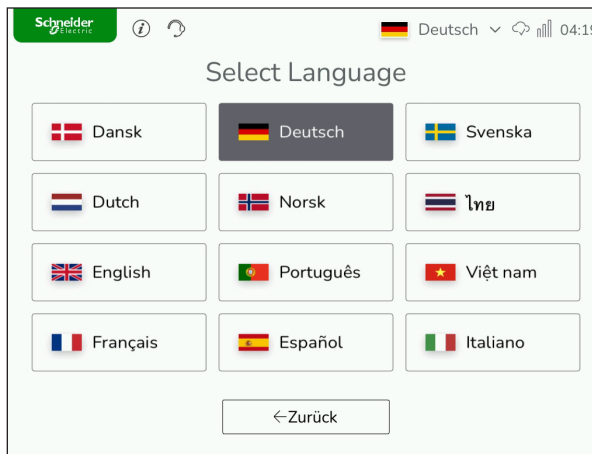 Schneider
Electric
Deutsch
04:19
Select Language
Dansk
Deutsch
Svenska
Dutch
Norsk
ไทย
English
Português
Việt nam
Français
Español
Italiano
←Zurück